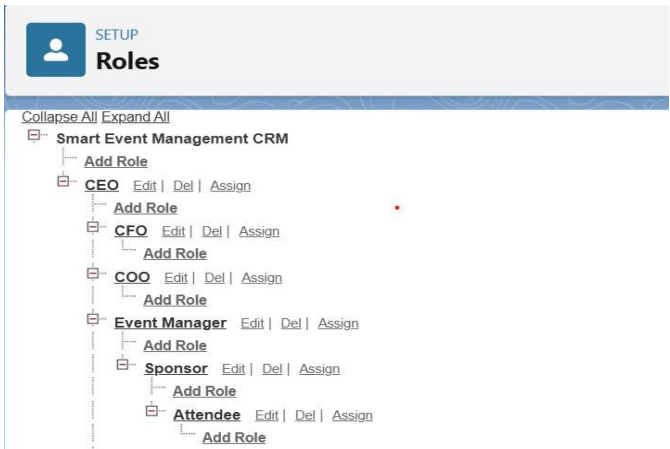 SETUP
Roles
Collapse All Expand All
Smart Event Management CRM
Add Role
CEO Edit | Del | Assign
Add Role
CFO Edit | Del | Assign
Add Role
COO Edit | Del | Assign
Add Role
Event Manager Edit | Del | Assign
Add Role
Sponsor Edit | Del | Assign
Add Role
Attendee Edit | Del | Assign
Add Role